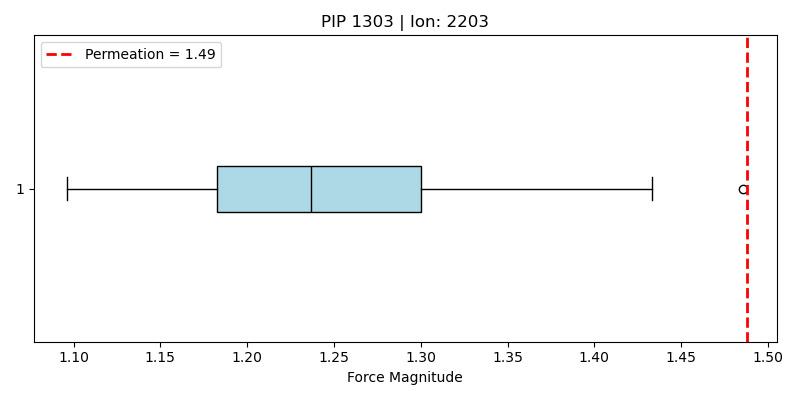 PIP 1303 | Ion: 2203
Permeation = 1.49
1
1.10 1.15 1.20 1.25 1.30 1.35 1.40 1.45 1.50
Force Magnitude